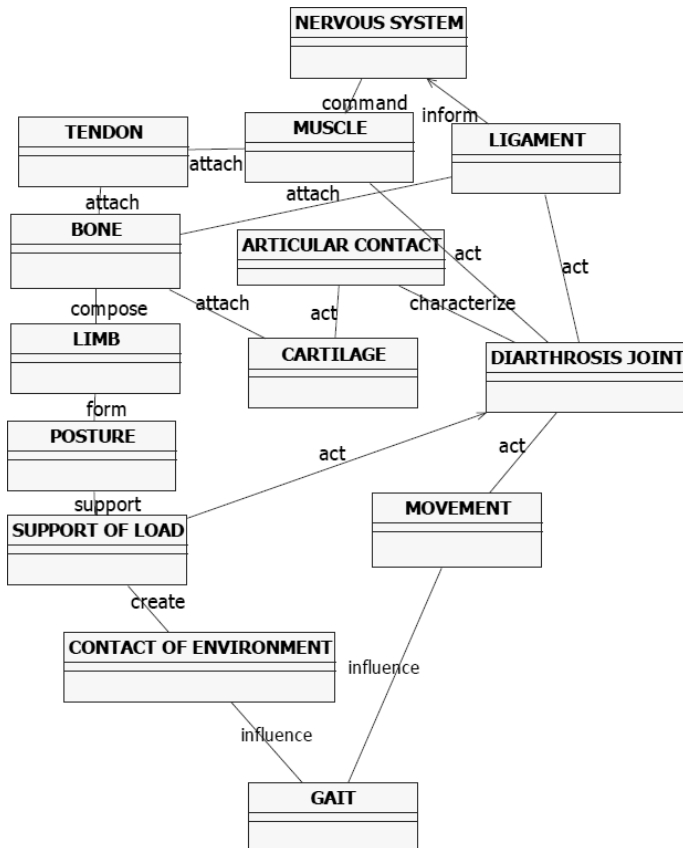 NERVOUS SYSTEM
command
inform
TENDON
MUSCLE
LIGAMENT
attach
attach
attach
BONE
ARTICULAR CONTACT
act
act
compose
attach
act
characterize
LIMB
CARTILAGE
DIARTHROSIS JOINT
form
POSTURE
act
act
support
MOVEMENT
SUPPORT OF LOAD
create
CONTACT OF ENVIRONMENT
influence
influence
GAIT